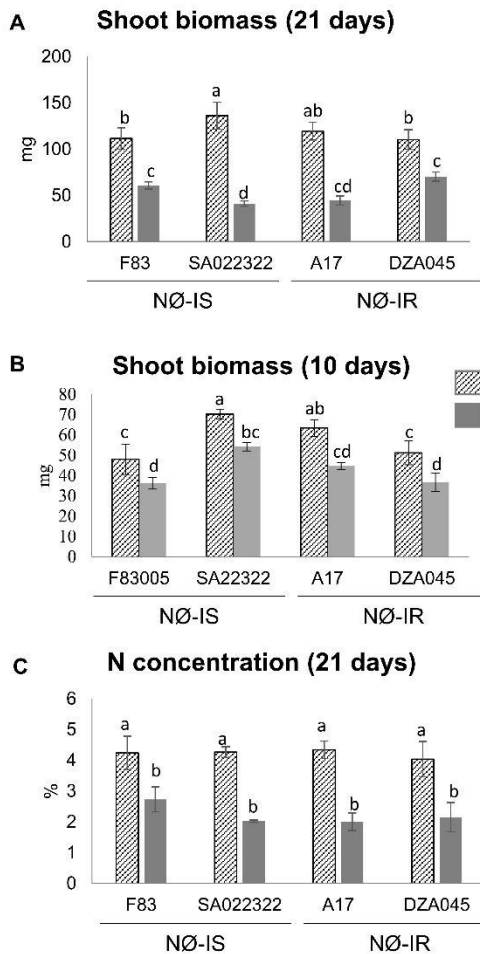 A Shoot biomass (21 days)
200
150
100
50
0
mg
b
c
a
d
ab
cd
b
c
F83 SA022322 A17 DZA045
NØ-IS NØ-IR
B Shoot biomass (10 days)
80
70
60
50
40
30
20
10
0
mg
c
d
a
bc
ab
cd
c
d
F83005 SA22322 A17 DZA045
NØ-IS NØ-IR
C N concentration (21 days)
6
5
4
3
2
1
0
%
a
b
a
b
a
b
a
b
F83 SA022322 A17 DZA045
NØ-IS NØ-IR